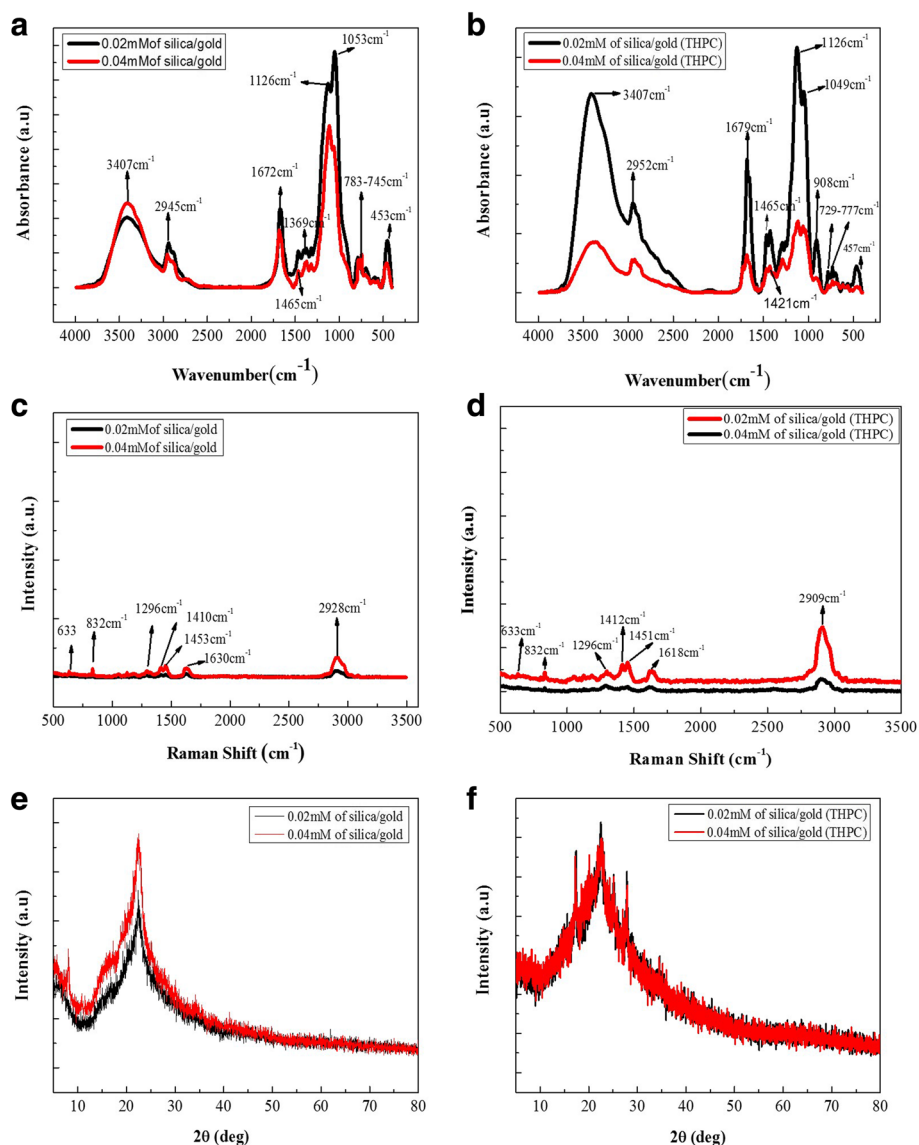 a
0.02mMof silica/gold
0.04mMof silica/gold
1053cm-1
1126cm-1
3407cm-1
2945cm-1
1672cm-1
1369cm-1
1465cm-1
783-745cm-1
453cm-1
Absorbance (a.u)
4000 3500 3000 2500 2000 1500 1000 500
Wavenumber(cm-1)
b
0.02mM of silica/gold (THPC)
0.04mM of silica/gold (THPC)
1126cm-1
1049cm-1
3407cm-1
2952cm-1
1679cm-1
1465cm-1
1421cm-1
908cm-1
729-777cm-1
457cm-1
Absorbance (a.u)
4000 3500 3000 2500 2000 1500 1000 500
Wavenumber(cm-1)
c
0.02mMof silica/gold
0.04mMof silica/gold
633
832cm-1
1296cm-1
1410cm-1
1453cm-1
1630cm-1
2928cm-1
Intensity (a.u.)
500 1000 1500 2000 2500 3000 3500
Raman Shift (cm-1)
d
0.02mM of silica/gold (THPC)
0.04mM of silica/gold (THPC)
633cm-1
832cm-1
1296cm-1
1412cm-1
1451cm-1
1618cm-1
2909cm-1
Intensity (a.u)
500 1000 1500 2000 2500 3000 3500
Raman Shift (cm-1)
e
0.02mM of silica/gold
0.04mM of silica/gold
Intensity (a.u)
10 20 30 40 50 60 70 80
2θ (deg)
f
0.02mM of silica/gold (THPC)
0.04mM of silica/gold (THPC)
Intensity (a.u)
10 20 30 40 50 60 70 80
2θ (deg)